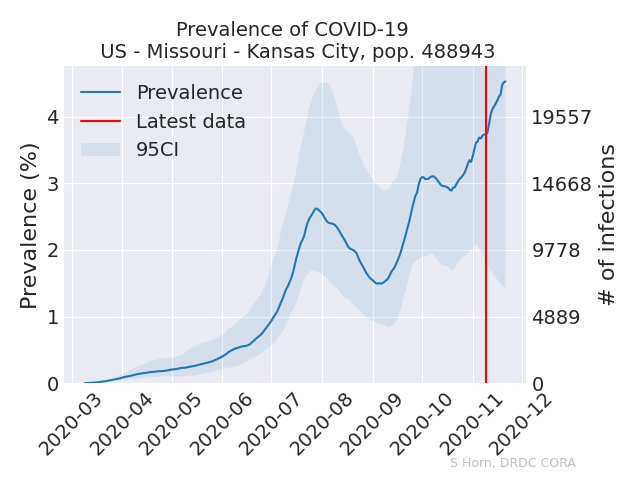 Prevalence of COVID-19
US - Missouri - Kansas City, pop. 488943
Prevalence
Latest data
95CI
Prevalence (%)
4
3
2
1
0
19557
14668
9778
4889
0
# of infections
2020-03
2020-04
2020-05
2020-06
2020-07
2020-08
2020-09
2020-10
2020-11
2020-12
S Horn, DRDC CORA